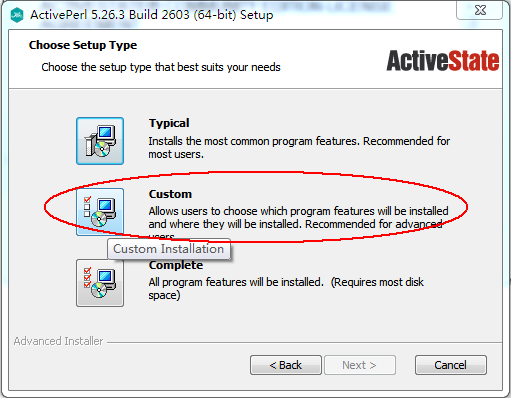 ActivePerl 5.26.3 Build 2603 (64-bit) Setup
Choose Setup Type
Choose the setup type that best suits your needs
ActiveState
Typical
Installs the most common program features. Recommended for
most users.
Custom
Allows users to choose which program features will be installed
and where they will be installed. Recommended for advanced
users.
Custom Installation
Complete
All program features will be installed. (Requires most disk
space)
Advanced Installer
< Back
Next >
Cancel